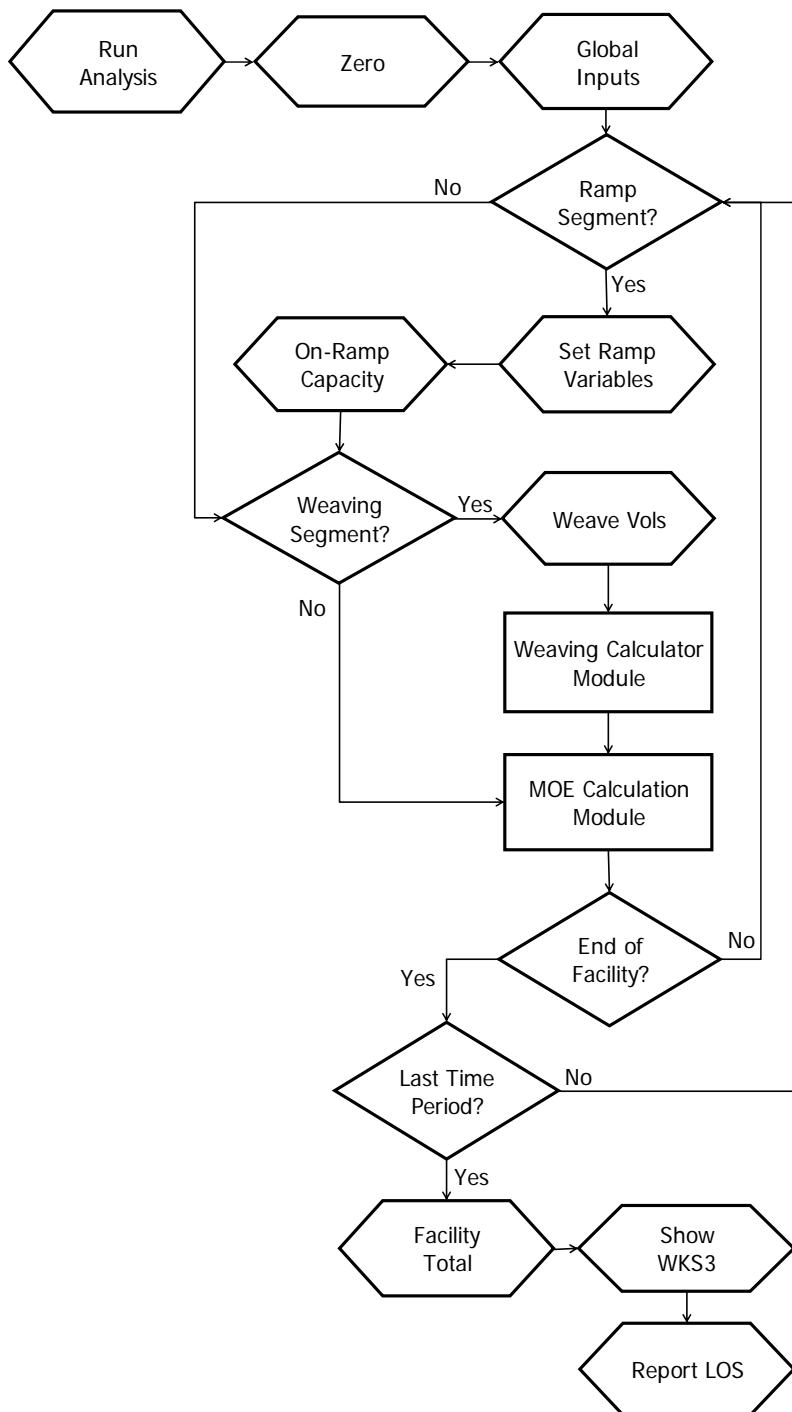 Run
Analysis
Zero
Global
Inputs
No
Ramp
Segment?
Yes
On-Ramp
Capacity
Set Ramp
Variables
Weaving
Segment?
Yes
Weave Vols
No
Weaving Calculator
Module
MOE Calculation
Module
End of
Facility?
No
Yes
Last Time
Period?
No
Yes
Facility
Total
Show
WKS3
Report LOS